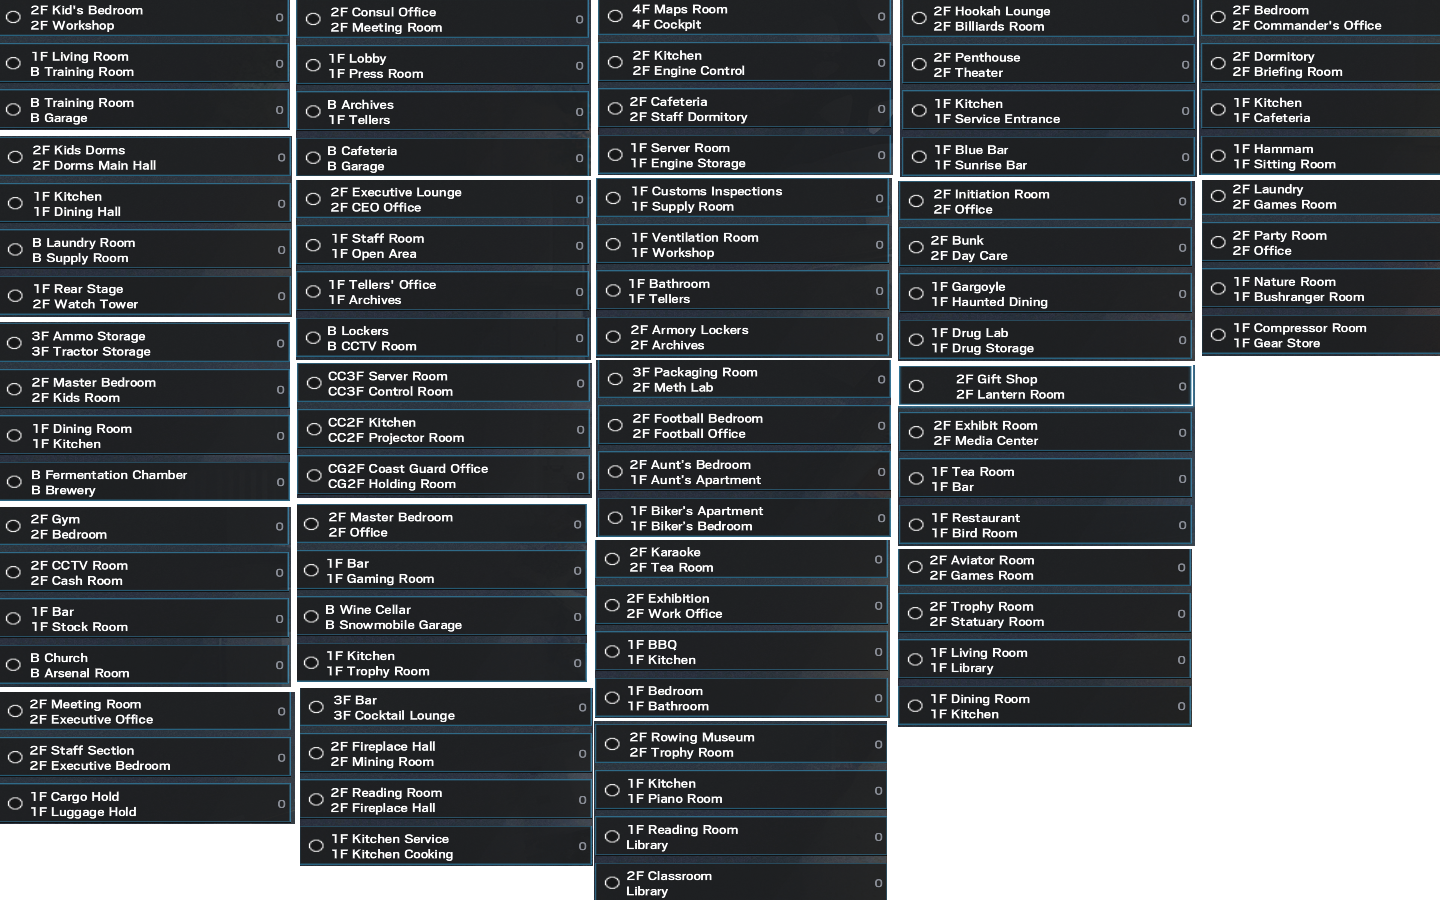 2F Kid's Bedroom
2F Workshop
0
1F Living Room
B Training Room
0
B Training Room
B Garage
0
2F Kids Dorms
2F Dorms Main Hall
0
1F Kitchen
1F Dining Hall
0
B Laundry Room
B Supply Room
0
1F Rear Stage
2F Watch Tower
0
3F Ammo Storage
3F Tractor Storage
0
2F Master Bedroom
2F Kids Room
0
1F Dining Room
1F Kitchen
0
B Fermentation Chamber
B Brewery
0
2F Gym
2F Bedroom
0
2F CCTV Room
2F Cash Room
0
1F Bar
1F Stock Room
0
B Church
B Arsenal Room
0
2F Meeting Room
2F Executive Office
0
2F Staff Section
2F Executive Bedroom
0
1F Cargo Hold
1F Luggage Hold
0
2F Consul Office
2F Meeting Room
0
1F Lobby
1F Press Room
0
B Archives
1F Tellers
0
B Cafeteria
B Garage
0
2F Executive Lounge
2F CEO Office
0
1F Staff Room
1F Open Area
0
1F Tellers' Office
1F Archives
0
B Lockers
B CCTV Room
0
CC3F Server Room
CC3F Control Room
0
CC2F Kitchen
CC2F Projector Room
0
CG2F Coast Guard Office
CG2F Holding Room
0
2F Master Bedroom
2F Office
0
1F Bar
1F Gaming Room
0
B Wine Cellar
B Snowmobile Garage
0
1F Kitchen
1F Trophy Room
0
3F Bar
3F Cocktail Lounge
0
2F Fireplace Hall
2F Mining Room
0
2F Reading Room
2F Fireplace Hall
0
1F Kitchen Service
1F Kitchen Cooking
0
4F Maps Room
4F Cockpit
0
2F Kitchen
2F Engine Control
0
2F Cafeteria
2F Staff Dormitory
0
1F Server Room
1F Engine Storage
0
1F Customs Inspections
1F Supply Room
0
1F Ventilation Room
1F Workshop
0
1F Bathroom
1F Tellers
0
2F Armory Lockers
2F Archives
0
3F Packaging Room
2F Meth Lab
0
2F Football Bedroom
2F Football Office
0
2F Aunt's Bedroom
1F Aunt's Apartment
0
1F Biker's Apartment
1F Biker's Bedroom
0
2F Karaoke
2F Tea Room
0
2F Exhibition
2F Work Office
0
1F BBQ
1F Kitchen
0
1F Bedroom
1F Bathroom
0
2F Rowing Museum
2F Trophy Room
0
1F Kitchen
1F Piano Room
0
1F Reading Room
Library
0
2F Classroom
Library
0
2F Hookah Lounge
2F Billiards Room
0
2F Penthouse
2F Theater
0
1F Kitchen
1F Service Entrance
0
1F Blue Bar
1F Sunrise Bar
0
2F Initiation Room
2F Office
0
2F Bunk
2F Day Care
0
1F Gargoyle
1F Haunted Dining
0
1F Drug Lab
1F Drug Storage
0
2F Gift Shop
2F Lantern Room
0
2F Exhibit Room
2F Media Center
0
1F Tea Room
1F Bar
0
1F Restaurant
1F Bird Room
0
2F Aviator Room
2F Games Room
0
2F Trophy Room
2F Statuary Room
0
1F Living Room
1F Library
0
1F Dining Room
1F Kitchen
0
2F Bedroom
2F Commander's Office
2F Dormitory
2F Briefing Room
1F Kitchen
1F Cafeteria
1F Hammam
1F Sitting Room
2F Laundry
2F Games Room
2F Party Room
2F Office
1F Nature Room
1F Bushranger Room
1F Compressor Room
1F Gear Store